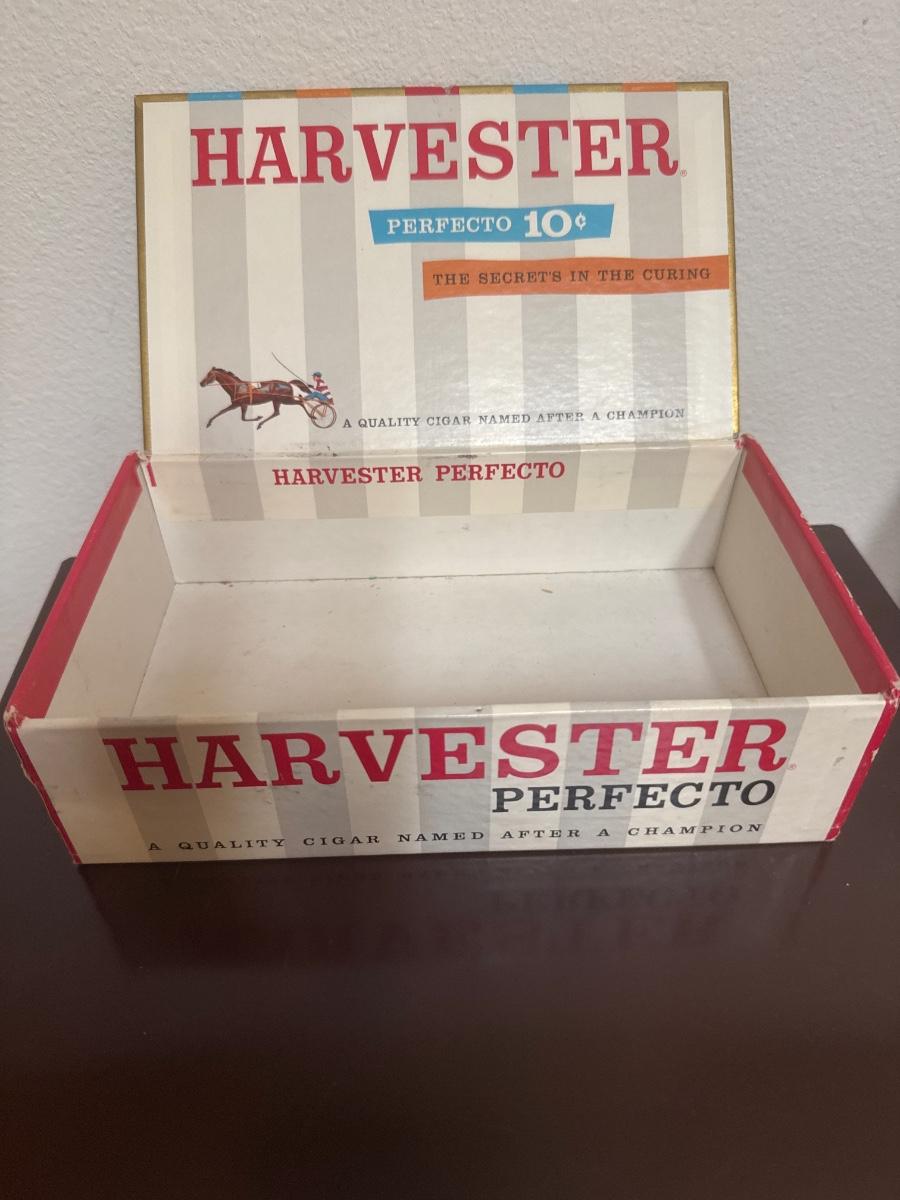 HARVESTER®
PERFECTO 10¢
THE SECRET'S IN THE CURING
A QUALITY CIGAR NAMED AFTER A CHAMPION
HARVESTER PERFECTO
HARVESTER®
PERFECTO
A QUALITY CIGAR NAMED AFTER A CHAMPION